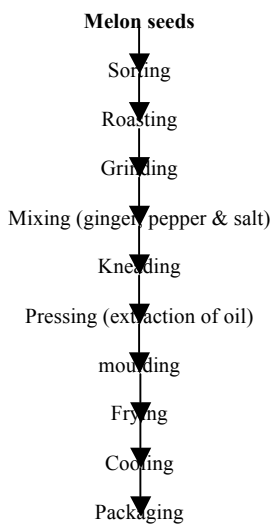 Melon seeds
Sorting
Roasting
Grinding
Mixing (ginger, pepper & salt)
Kneading
Pressing (extraction of oil)
moulding
Frying
Cooling
Packaging